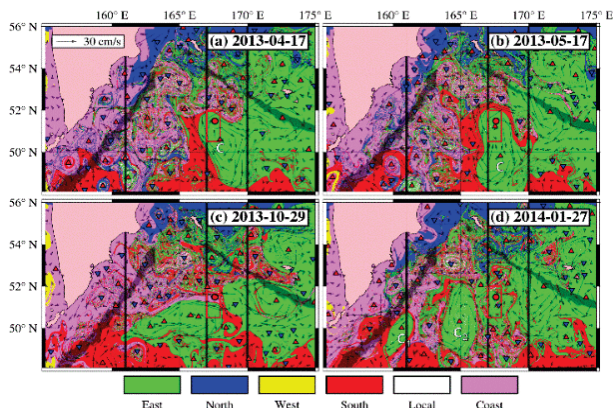 160° E 165° E 170° E 175° E 160° E 165° E 170° E 175° E
56° N
30 cm/s
(a) 2013-04-17
(b) 2013-05-17
54° N
52° N
50° N
C
C
56° N
(c) 2013-10-29
(d) 2014-01-27
54° N
52° N
50° N
C
C
East North West South Local Coast